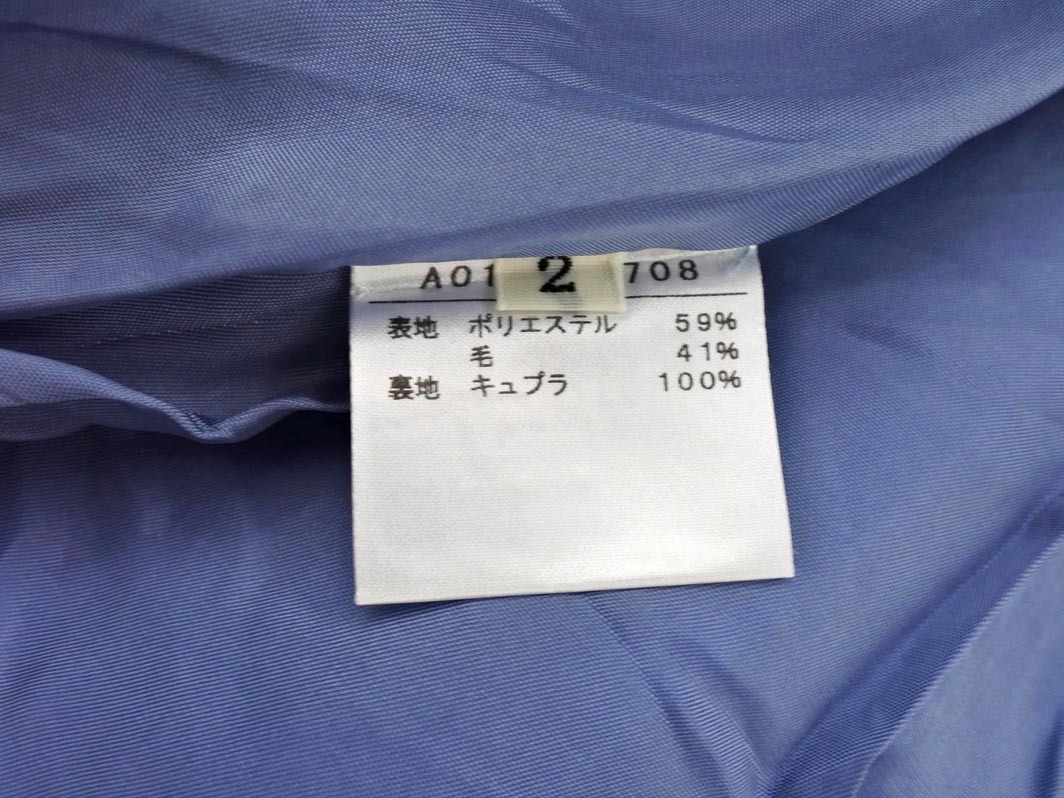 A01 2 708
表地 ポリエステル 59%
毛 41%
裏地 キュプラ 100%